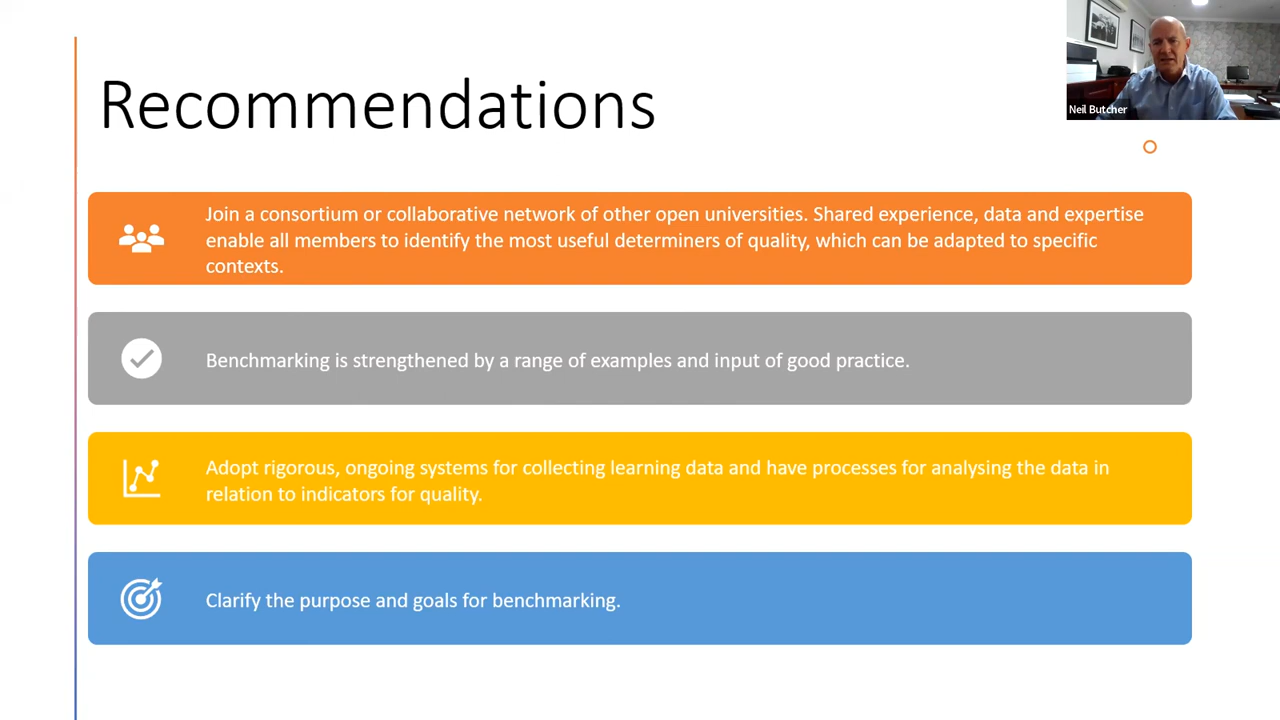 Recommendations
Neil Butcher
Join a consortium or collaborative network of other open universities. Shared experience, data and expertise
enable all members to identify the most useful determiners of quality, which can be adapted to specific
contexts.
Benchmarking is strengthened by a range of examples and input of good practice.
Adopt rigorous, ongoing systems for collecting learning data and have processes for analysing the data in
relation to indicators for quality.
Clarify the purpose and goals for benchmarking.